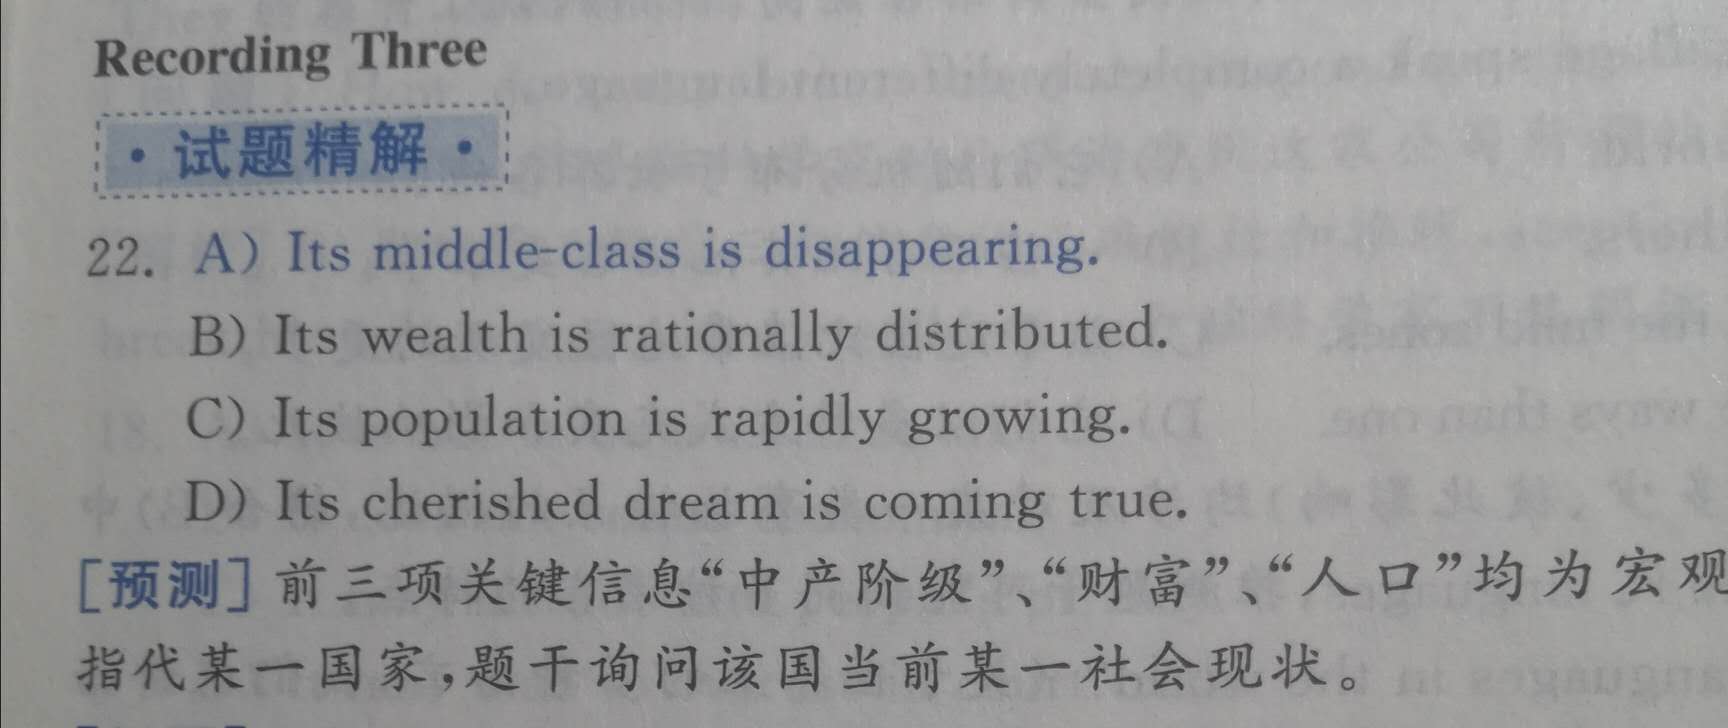 Recording Three
·试题精解·
22. A) Its middle-class is disappearing.
B) Its wealth is rationally distributed.
C) Its population is rapidly growing.
D) Its cherished dream is coming true.
[预测]前三项关键信息“中产阶级”、“财富”、“人口”均为宏观
指代某一国家,题干询问该国当前某一社会现状。